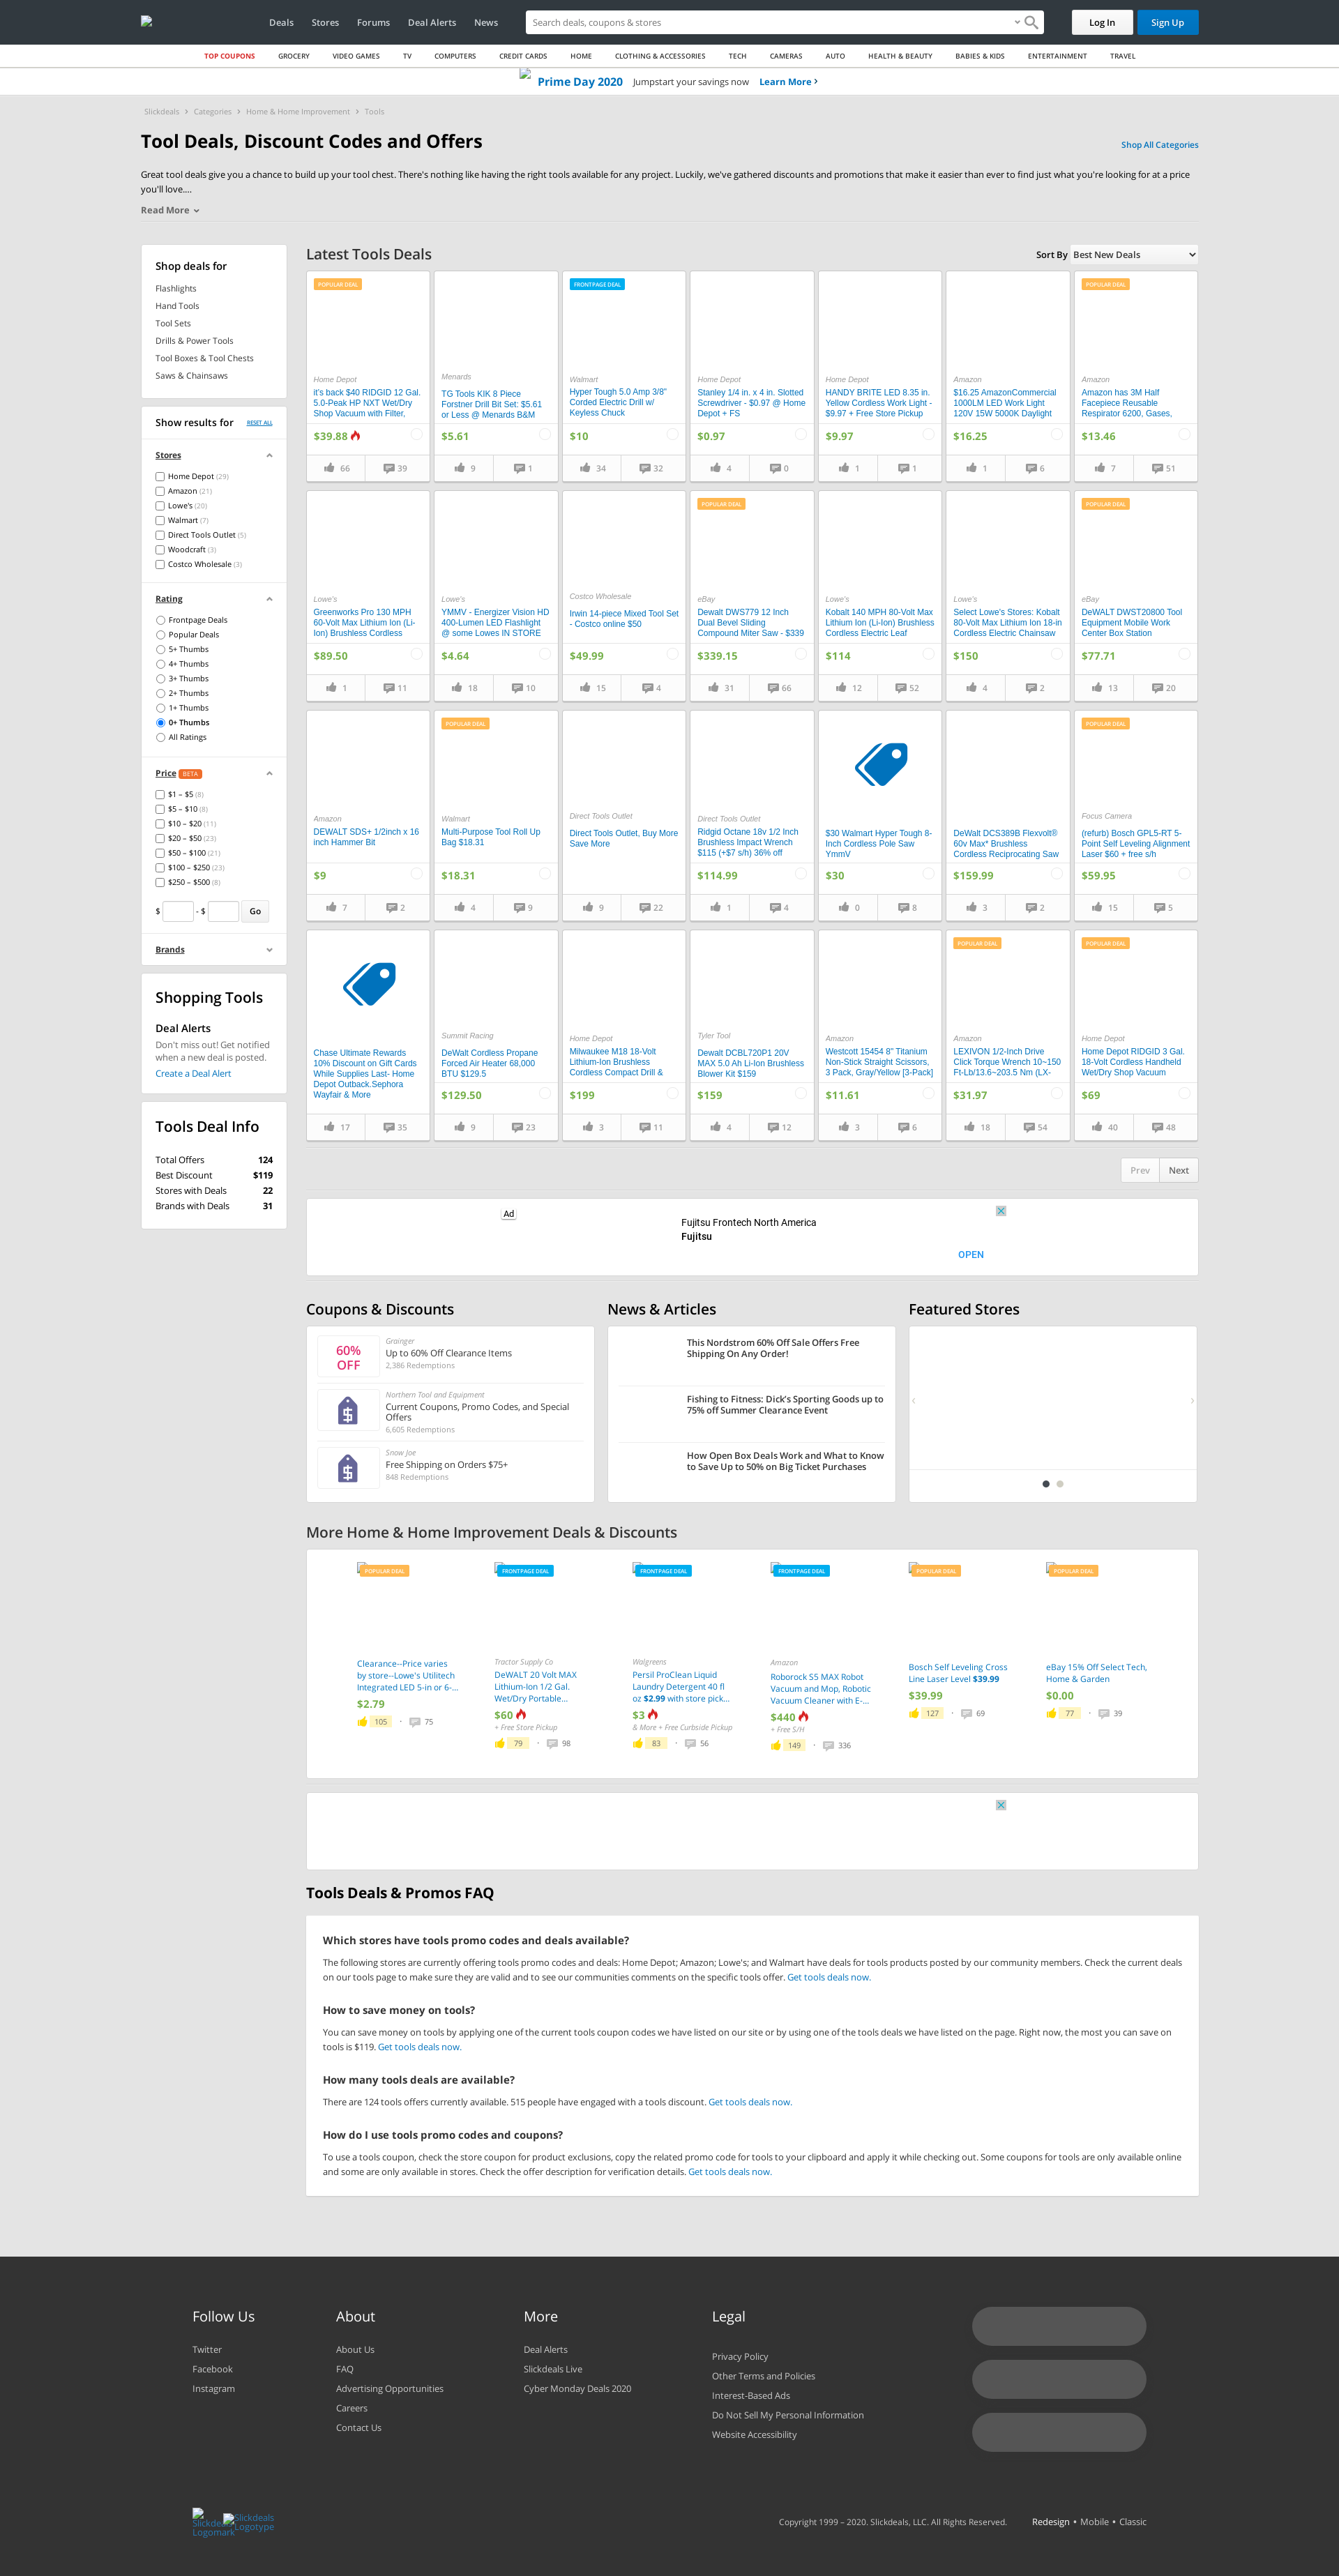 Deals
Stores
Forums
Deal Alerts
News
Search deals, coupons & stores
Log In
Sign Up
TOP COUPONS
GROCERY
VIDEO GAMES
TV
COMPUTERS
CREDIT CARDS
HOME
CLOTHING & ACCESSORIES
TECH
CAMERAS
AUTO
HEALTH & BEAUTY
BABIES & KIDS
ENTERTAINMENT
TRAVEL
Prime Day 2020 Jumpstart your savings now Learn More
Slickdeals > Categories > Home & Home Improvement > Tools
Tool Deals, Discount Codes and Offers
Shop All Categories
Great tool deals give you a chance to build up your tool chest. There's nothing like having the right tools available for any project. Luckily, we've gathered discounts and promotions that make it easier than ever to find just what you're looking for at a price
you'll love....
Read More
Shop deals for
Flashlights
Hand Tools
Tool Sets
Drills & Power Tools
Tool Boxes & Tool Chests
Saws & Chainsaws
Show results for
RESET ALL
Stores
Home Depot (29)
Amazon (21)
Lowe's (20)
Walmart (7)
Direct Tools Outlet (5)
Woodcraft (3)
Costco Wholesale (3)
Rating
Frontpage Deals
Popular Deals
5+ Thumbs
4+ Thumbs
3+ Thumbs
2+ Thumbs
1+ Thumbs
0+ Thumbs
All Ratings
Price BETA
$1 – $5 (8)
$5 – $10 (8)
$10 – $20 (11)
$20 – $50 (23)
$50 – $100 (21)
$100 – $250 (23)
$250 – $500 (8)
$ - $ Go
Brands
Shopping Tools
Deal Alerts
Don't miss out! Get notified
when a new deal is posted.
Create a Deal Alert
Tools Deal Info
Total Offers 124
Best Discount $119
Stores with Deals 22
Brands with Deals 31
Latest Tools Deals
Sort By Best New Deals
POPULAR DEAL
Home Depot
it's back $40 RIDGID 12 Gal.
5.0-Peak HP NXT Wet/Dry
Shop Vacuum with Filter,
$39.88
66 39
Menards
TG Tools KIK 8 Piece
Forstner Drill Bit Set: $5.61
or Less @ Menards B&M
$5.61
9 1
FRONTPAGE DEAL
Walmart
Hyper Tough 5.0 Amp 3/8"
Corded Electric Drill w/
Keyless Chuck
$10
34 32
Home Depot
Stanley 1/4 in. x 4 in. Slotted
Screwdriver - $0.97 @ Home
Depot + FS
$0.97
4 0
Home Depot
HANDY BRITE LED 8.35 in.
Yellow Cordless Work Light -
$9.97 + Free Store Pickup
$9.97
1 1
Amazon
$16.25 AmazonCommercial
1000LM LED Work Light
120V 15W 5000K Daylight
$16.25
1 6
POPULAR DEAL
Amazon
Amazon has 3M Half
Facepiece Reusable
Respirator 6200, Gases,
$13.46
7 51
Lowe's
Greenworks Pro 130 MPH
60-Volt Max Lithium Ion (Li-
Ion) Brushless Cordless
$89.50
1 11
Lowe's
YMMV - Energizer Vision HD
400-Lumen LED Flashlight
@ some Lowes IN STORE
$4.64
18 10
Costco Wholesale
Irwin 14-piece Mixed Tool Set
- Costco online $50
$49.99
15 4
POPULAR DEAL
eBay
Dewalt DWS779 12 Inch
Dual Bevel Sliding
Compound Miter Saw - $339
$339.15
31 66
Lowe's
Kobalt 140 MPH 80-Volt Max
Lithium Ion (Li-Ion) Brushless
Cordless Electric Leaf
$114
12 52
Lowe's
Select Lowe's Stores: Kobalt
80-Volt Max Lithium Ion 18-in
Cordless Electric Chainsaw
$150
4 2
POPULAR DEAL
eBay
DeWALT DWST20800 Tool
Equipment Mobile Work
Center Box Station
$77.71
13 20
Amazon
DEWALT SDS+ 1/2inch x 16
inch Hammer Bit
$9
7 2
POPULAR DEAL
Walmart
Multi-Purpose Tool Roll Up
Bag $18.31
$18.31
4 9
Direct Tools Outlet
Direct Tools Outlet, Buy More
Save More
9 22
Direct Tools Outlet
Ridgid Octane 18v 1/2 Inch
Brushless Impact Wrench
$115 (+$7 s/h) 36% off
$114.99
1 4
$30 Walmart Hyper Tough 8-
Inch Cordless Pole Saw
YmmV
$30
0 8
DeWalt DCS389B Flexvolt®
60v Max* Brushless
Cordless Reciprocating Saw
$159.99
3 2
POPULAR DEAL
Focus Camera
(refurb) Bosch GPL5-RT 5-
Point Self Leveling Alignment
Laser $60 + free s/h
$59.95
15 5
Chase Ultimate Rewards
10% Discount on Gift Cards
While Supplies Last- Home
Depot Outback.Sephora
Wayfair & More
17 35
Summit Racing
DeWalt Cordless Propane
Forced Air Heater 68,000
BTU $129.5
$129.50
9 23
Home Depot
Milwaukee M18 18-Volt
Lithium-Ion Brushless
Cordless Compact Drill &
$199
3 11
Tyler Tool
Dewalt DCBL720P1 20V
MAX 5.0 Ah Li-Ion Brushless
Blower Kit $159
$159
4 12
Amazon
Westcott 15454 8" Titanium
Non-Stick Straight Scissors,
3 Pack, Gray/Yellow [3-Pack]
$11.61
3 6
POPULAR DEAL
Amazon
LEXIVON 1/2-Inch Drive
Click Torque Wrench 10~150
Ft-Lb/13.6~203.5 Nm (LX-
$31.97
18 54
POPULAR DEAL
Home Depot
Home Depot RIDGID 3 Gal.
18-Volt Cordless Handheld
Wet/Dry Shop Vacuum
$69
40 48
Prev Next
Ad
Fujitsu Frontech North America
Fujitsu
OPEN
Coupons & Discounts
60%
OFF
Grainger
Up to 60% Off Clearance Items
2,386 Redemptions
Northern Tool and Equipment
Current Coupons, Promo Codes, and Special
Offers
6,605 Redemptions
Snow Joe
Free Shipping on Orders $75+
848 Redemptions
News & Articles
This Nordstrom 60% Off Sale Offers Free
Shipping On Any Order!
Fishing to Fitness: Dick's Sporting Goods up to
75% off Summer Clearance Event
How Open Box Deals Work and What to Know
to Save Up to 50% on Big Ticket Purchases
Featured Stores
More Home & Home Improvement Deals & Discounts
POPULAR DEAL
Clearance--Price varies
by store--Lowe's Utilitech
Integrated LED 5-in or 6-...
$2.79
105 · 75
FRONTPAGE DEAL
Tractor Supply Co
DeWALT 20 Volt MAX
Lithium-Ion 1/2 Gal.
Wet/Dry Portable...
$60
+ Free Store Pickup
79 · 98
FRONTPAGE DEAL
Walgreens
Persil ProClean Liquid
Laundry Detergent 40 fl
oz $2.99 with store pick...
$3
& More + Free Curbside Pickup
83 · 56
FRONTPAGE DEAL
Amazon
Roborock S5 MAX Robot
Vacuum and Mop, Robotic
Vacuum Cleaner with E-...
$440
+ Free S/H
149 · 336
POPULAR DEAL
Bosch Self Leveling Cross
Line Laser Level $39.99
$39.99
127 · 69
POPULAR DEAL
eBay 15% Off Select Tech,
Home & Garden
$0.00
77 · 39
Tools Deals & Promos FAQ
Which stores have tools promo codes and deals available?
The following stores are currently offering tools promo codes and deals: Home Depot; Amazon; Lowe's; and Walmart have deals for tools products posted by our community members. Check the current deals
on our tools page to make sure they are valid and to see our communities comments on the specific tools offer. Get tools deals now.
How to save money on tools?
You can save money on tools by applying one of the current tools coupon codes we have listed on our site or by using one of the tools deals we have listed on the page. Right now, the most you can save on
tools is $119. Get tools deals now.
How many tools deals are available?
There are 124 tools offers currently available. 515 people have engaged with a tools discount. Get tools deals now.
How do I use tools promo codes and coupons?
To use a tools coupon, check the store coupon for product exclusions, copy the related promo code for tools to your clipboard and apply it while checking out. Some coupons for tools are only available online
and some are only available in stores. Check the offer description for verification details. Get tools deals now.
Follow Us
Twitter
Facebook
Instagram
About
About Us
FAQ
Advertising Opportunities
Careers
Contact Us
More
Deal Alerts
Slickdeals Live
Cyber Monday Deals 2020
Legal
Privacy Policy
Other Terms and Policies
Interest-Based Ads
Do Not Sell My Personal Information
Website Accessibility
Slickdeals
Logomark
Slickdeals
Logotype
Copyright 1999 – 2020. Slickdeals, LLC. All Rights Reserved.
Redesign • Mobile • Classic